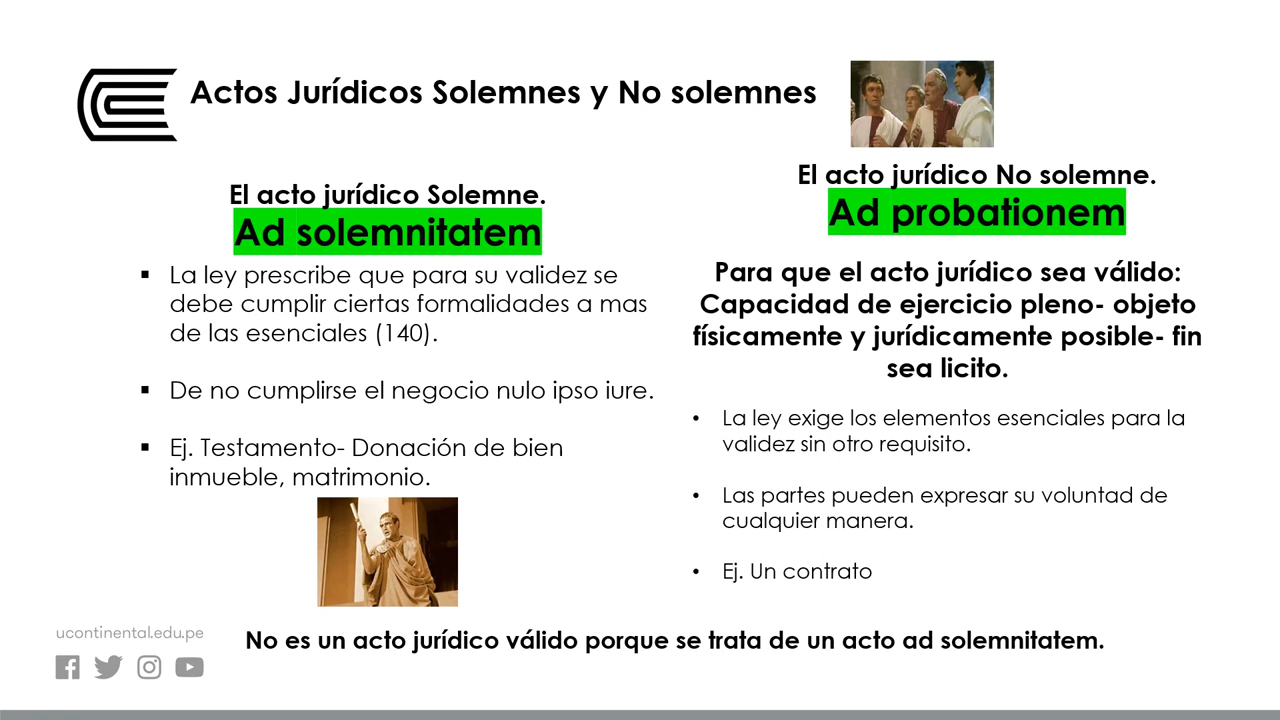 Actos Jurídicos Solemnes y No solemnes
El acto jurídico Solemne.
Ad solemnitatem
▪ La ley prescribe que para su validez se
debe cumplir ciertas formalidades a mas
de las esenciales (140).
▪ De no cumplirse el negocio nulo ipso iure.
▪ Ej. Testamento- Donación de bien
inmueble, matrimonio.
El acto jurídico No solemne.
Ad probationem
Para que el acto jurídico sea válido:
Capacidad de ejercicio pleno- objeto
físicamente y jurídicamente posible- fin
sea licito.
• La ley exige los elementos esenciales para la
validez sin otro requisito.
• Las partes pueden expresar su voluntad de
cualquier manera.
• Ej. Un contrato
ucontinental.edu.pe
No es un acto jurídico válido porque se trata de un acto ad solemnitatem.